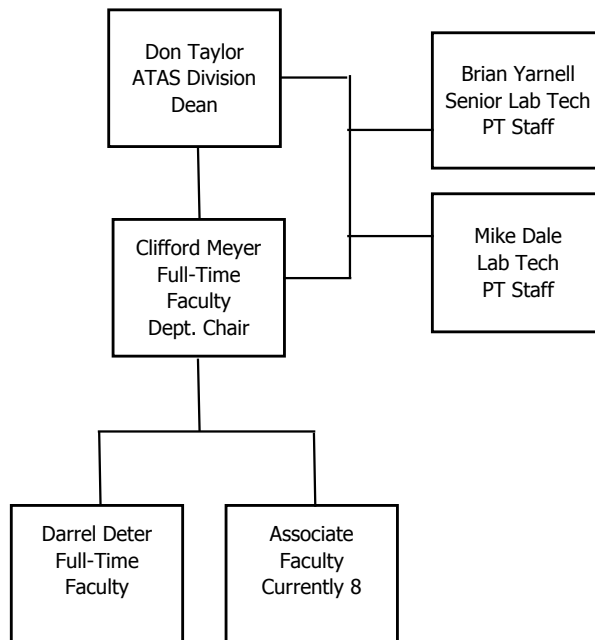 Don Taylor
ATAS Division
Dean
Brian Yarnell
Senior Lab Tech
PT Staff
Clifford Meyer
Full-Time
Faculty
Dept. Chair
Mike Dale
Lab Tech
PT Staff
Darrel Deter
Full-Time
Faculty
Associate
Faculty
Currently 8